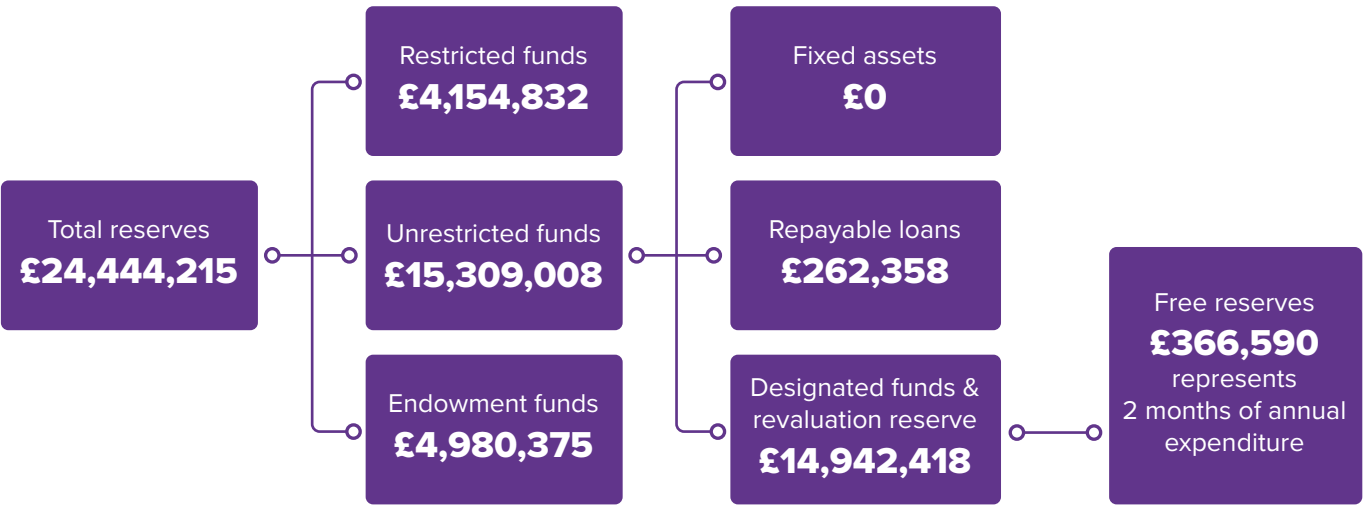 Total reserves
£24,444,215
Restricted funds
£4,154,832
Unrestricted funds
£15,309,008
Endowment funds
£4,980,375
Fixed assets
£0
Repayable loans
£262,358
Designated funds &
revaluation reserve
£14,942,418
Free reserves
£366,590
represents
2 months of annual
expenditure